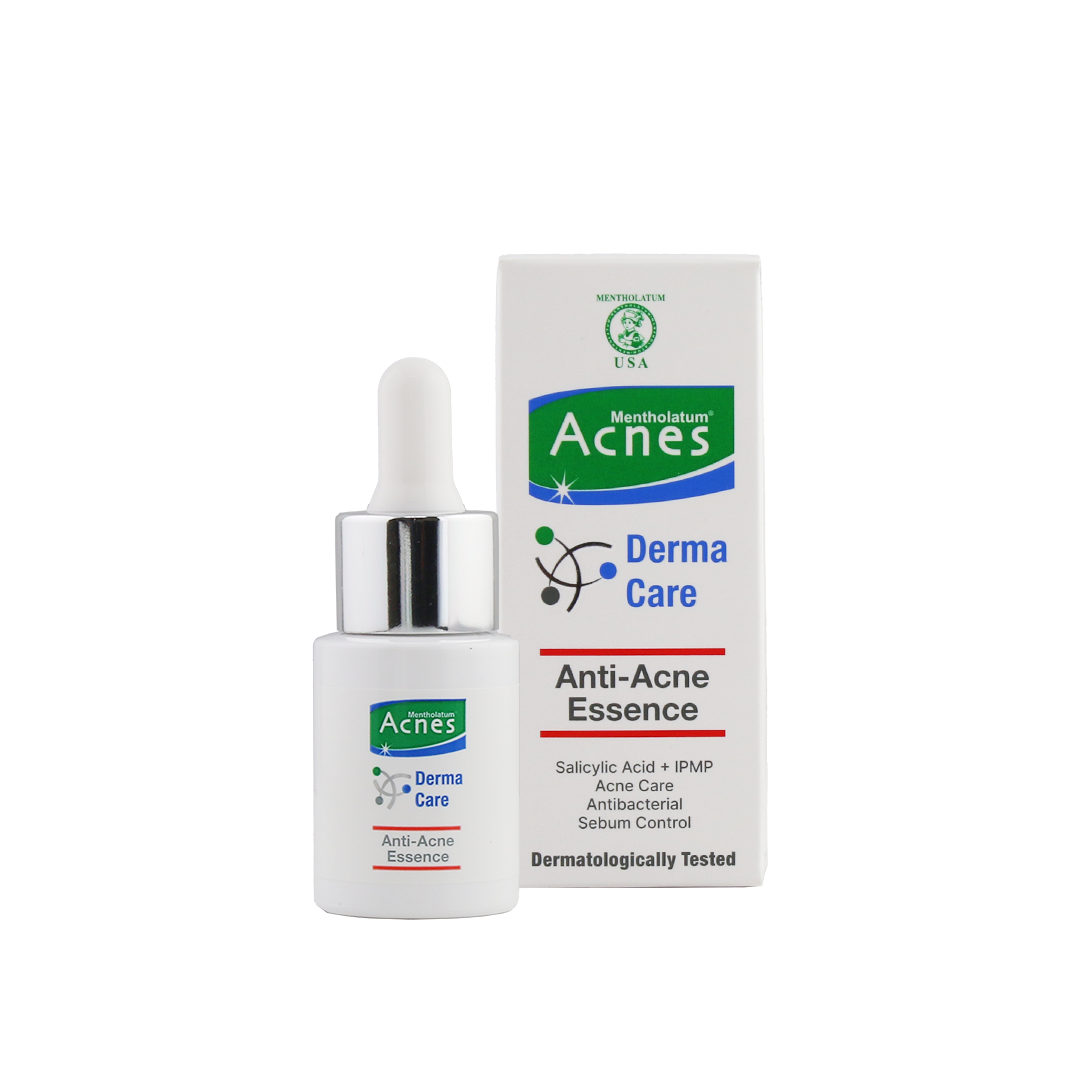 MENTHOLATUM
USA
Mentholatum®
Acnes
Derma
Care
Anti-Acne
Essence
Salicylic Acid + IPMP
Acne Care
Antibacterial
Sebum Control
Dermatologically Tested
Mentholatum
Acnes
Derma
Care
Anti-Acne
Essence